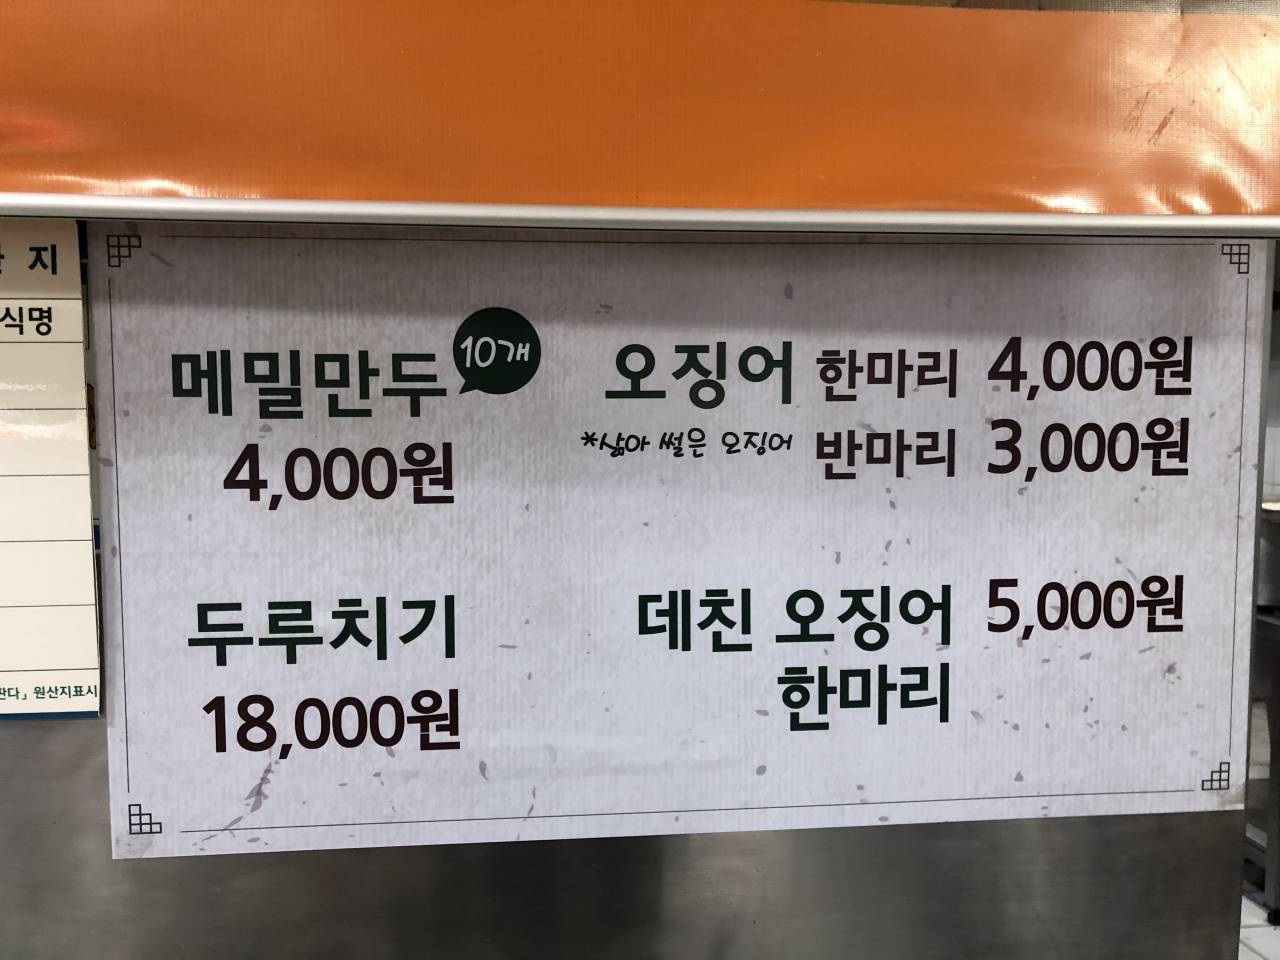 지
식명
판다」 원산지표시
메밀만두 10개
4,000원
오징어 한마리 4,000원
*삶아 썰은 오징어 반마리 3,000원
두루치기
18,000원
데친 오징어 5,000원
한마리